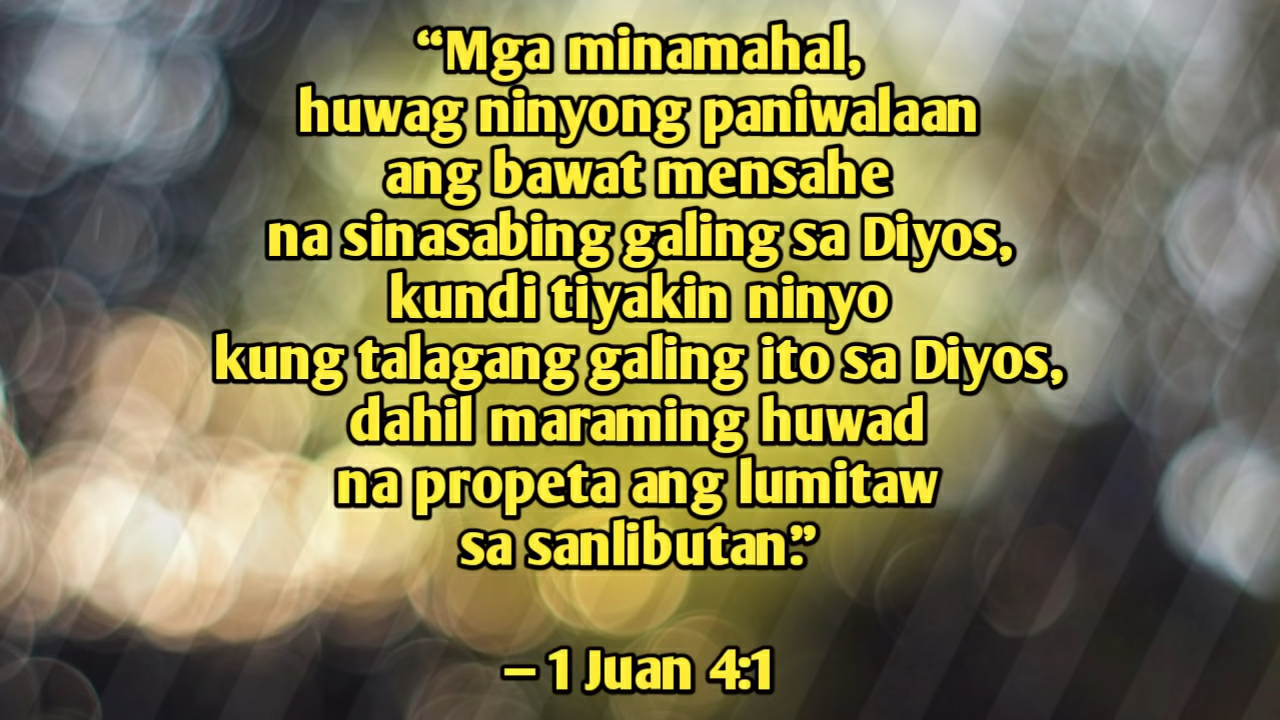 “Mga minamahal,
huwag ninyong paniwalaan
ang bawat mensahe
na sinasabing galing sa Diyos,
kundi tiyakin ninyo
kung talagang galing ito sa Diyos,
dahil maraming huwad
na propeta ang lumitaw
sa sanlibutan.”
– 1 Juan 4:1